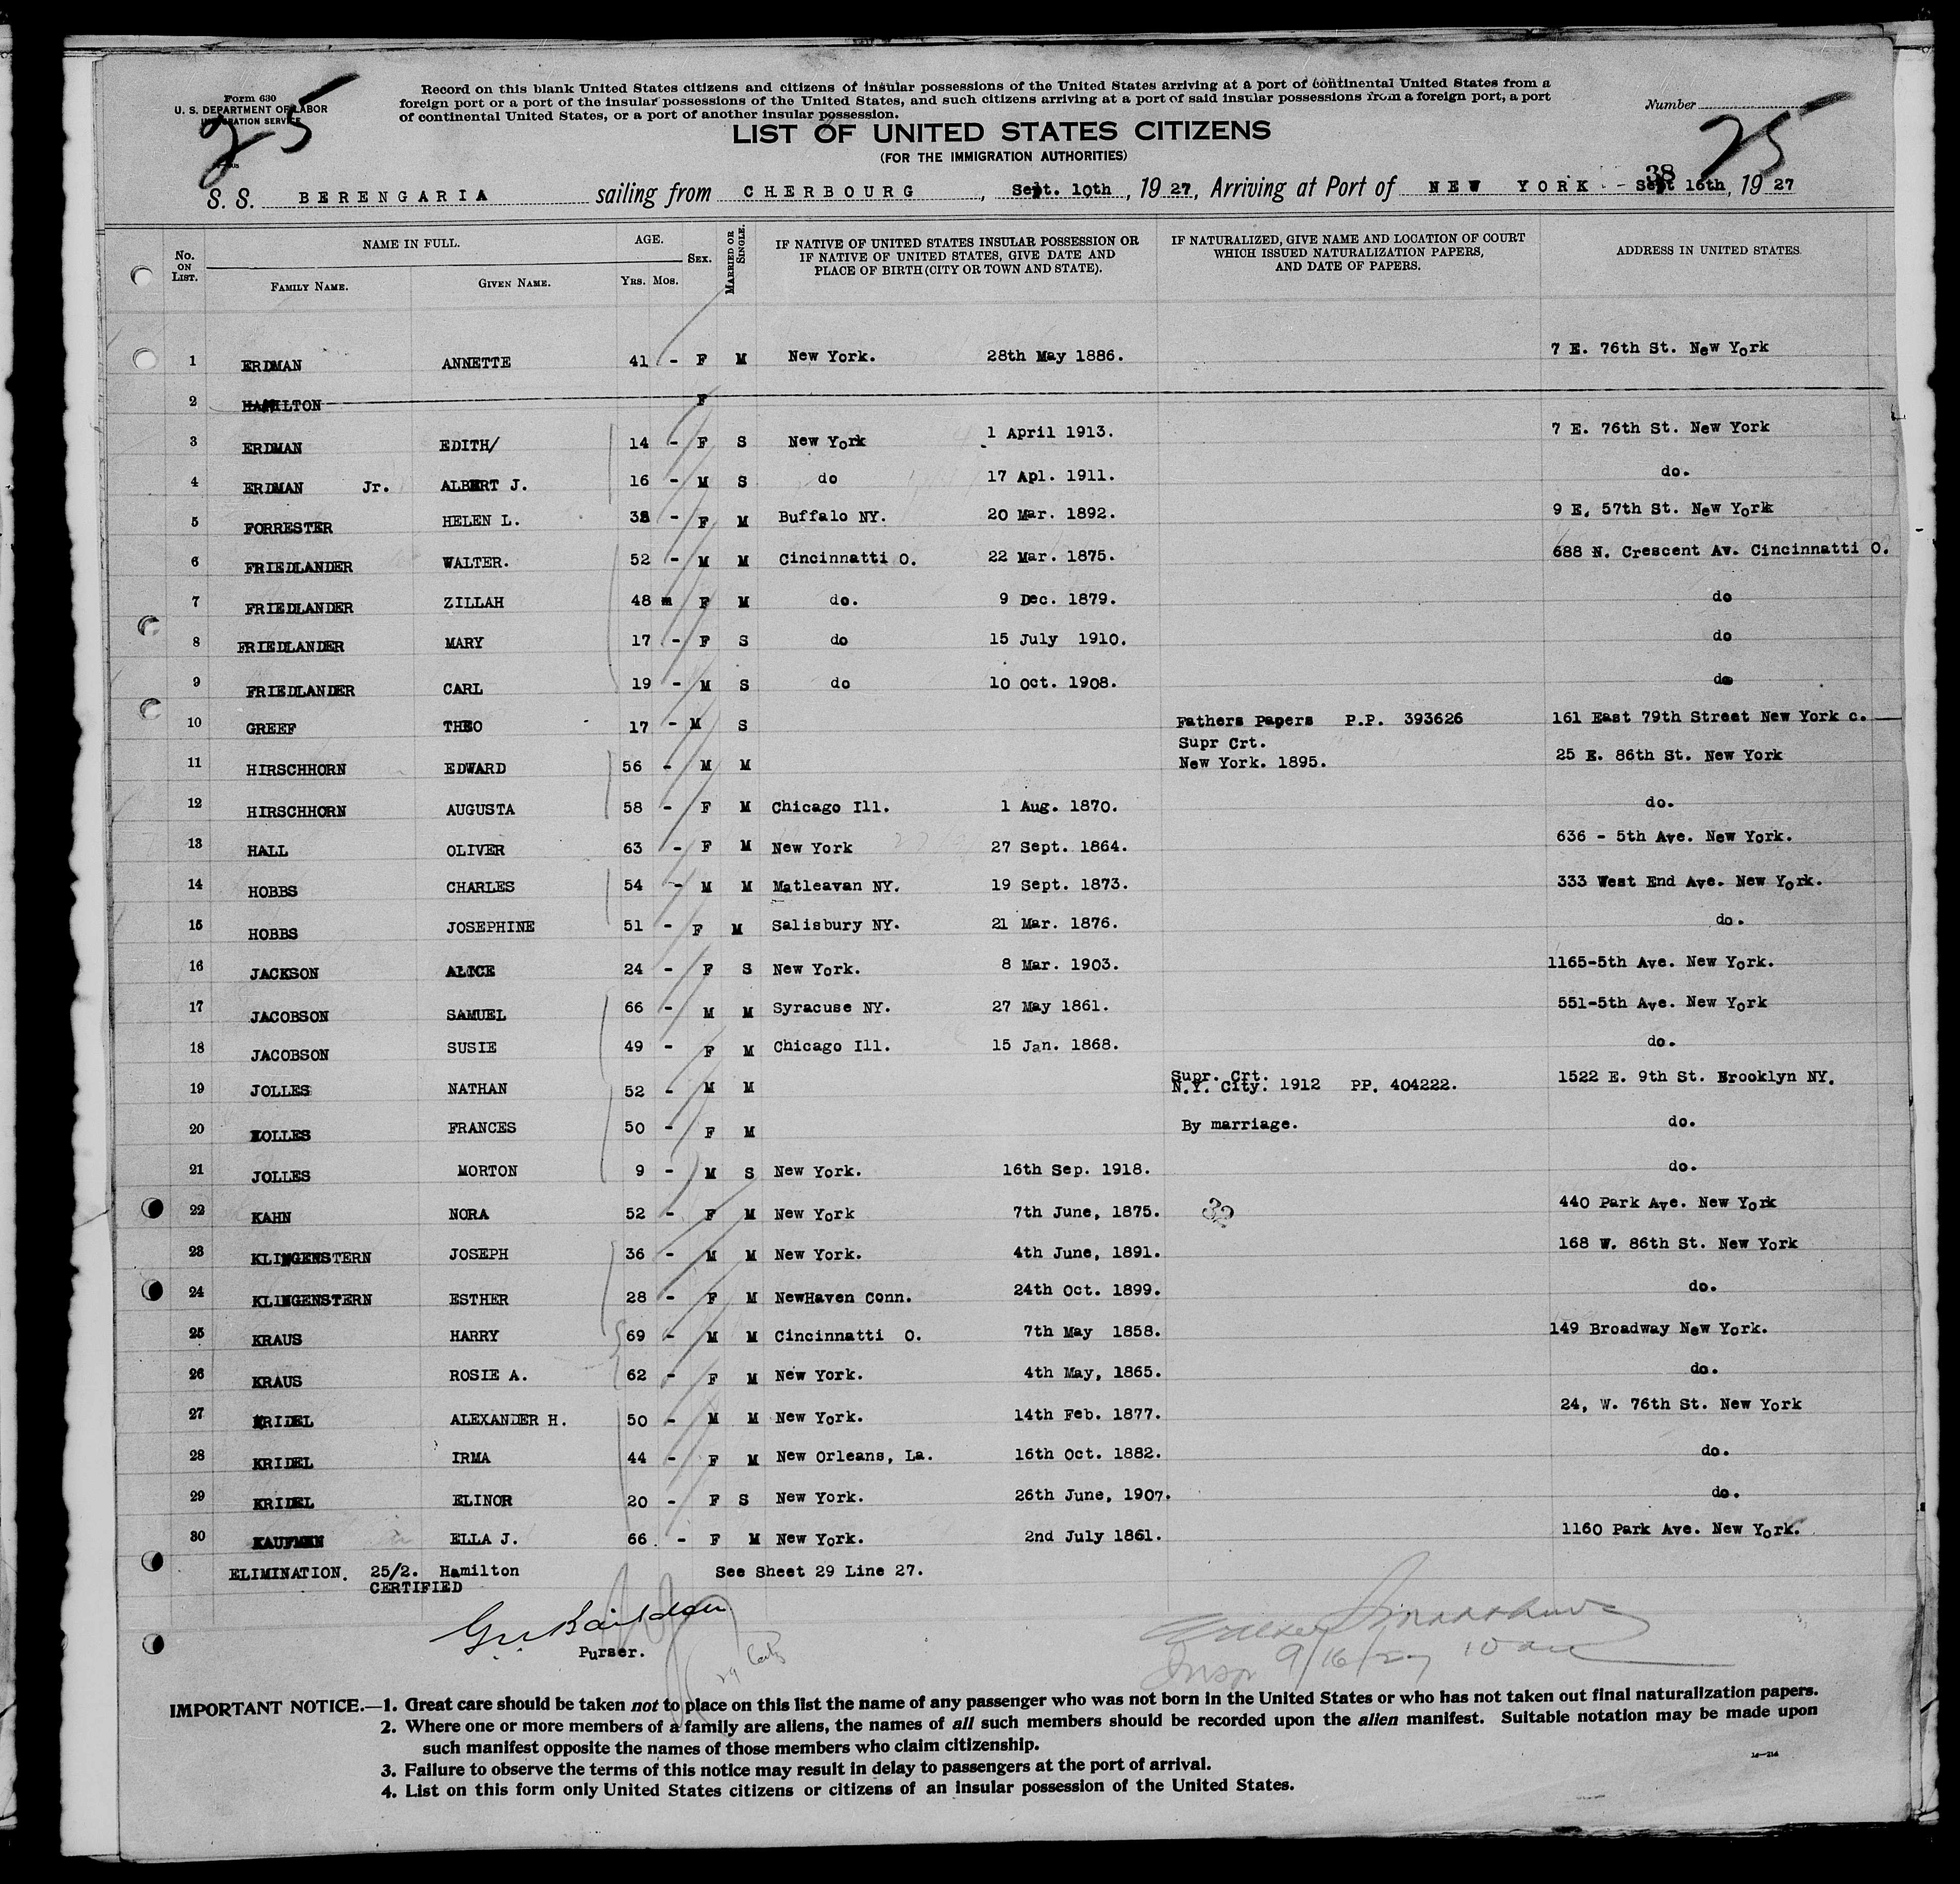 Form 630
U. S. DEPARTMENT OF LABOR
IMMIGRATION SERVICE
25
Record on this blank United States citizens and citizens of insular possessions of the United States arriving at a port of continental United States from a
foreign port or a port of the insular possessions of the United States, and such citizens arriving at a port of said insular possessions from a foreign port, a port
of continental United States, or a port of another insular possession.
Number
25
LIST OF UNITED STATES CITIZENS
(FOR THE IMMIGRATION AUTHORITIES)
38
S. S. BERENGARIA sailing from CHERBOURG, Sept. 10th, 1927, Arriving at Port of NEW YORK - Sept 16th, 1927
No. ON LIST. NAME IN FULL. AGE. SEX. MARRIED OR SINGLE. IF NATIVE OF UNITED STATES INSULAR POSSESSION OR IF NATIVE OF UNITED STATES, GIVE DATE AND PLACE OF BIRTH (CITY OR TOWN AND STATE). IF NATURALIZED, GIVE NAME AND LOCATION OF COURT WHICH ISSUED NATURALIZATION PAPERS, AND DATE OF PAPERS. ADDRESS IN UNITED STATES.
FAMILY NAME. GIVEN NAME. YRS. MOS.
1 ERDMAN ANNETTE 41 - F M New York. 28th May 1886. 7 E. 76th St. New York
2 HAMILTON F
3 ERDMAN EDITH/ 14 - F S New York 1 April 1913. 7 E. 76th St. New York
4 ERDMAN Jr. ALBERT J. 16 - M S do 17 Apl. 1911. do.
5 FORRESTER HELEN L. - F M Buffalo NY. 20 Mar. 1892. 9 E. 57th St. New York
6 FRIEDLANDER WALTER. 52 - M M Cincinnatti O. 22 Mar. 1875. 688 N. Crescent Av. Cincinnatti O.
7 FRIEDLANDER ZILLAH 48 F M do. 9 Dec. 1879. do
8 FRIEDLANDER MARY 17 - F S do 15 July 1910. do
9 FRIEDLANDER CARL 19 - M S do 10 Oct. 1908. do
10 GREEF THEO 17 - M S Fathers Papers P.P. 393626 161 East 79th Street New York c.
11 HIRSCHHORN EDWARD 56 - M M Supr Crt. New York. 1895. 25 E. 86th St. New York
12 HIRSCHHORN AUGUSTA 58 - F M Chicago Ill. 1 Aug. 1870. do.
13 HALL OLIVER 63 - F M New York 27 Sept. 1864. 636 - 5th Ave. New York.
14 HOBBS CHARLES 54 - M M Matleavan NY. 19 Sept. 1873. 333 West End Ave. New York.
15 HOBBS JOSEPHINE 51 - F M Salisbury NY. 21 Mar. 1876. do.
16 JACKSON ALICE 24 - F S New York. 8 Mar. 1903. 1165-5th Ave. New York.
17 JACOBSON SAMUEL 66 - M M Syracuse NY. 27 May 1861. 551-5th Ave. New York
18 JACOBSON SUSIE 49 - F M Chicago Ill. 15 Jan. 1868. do.
19 JOLLES NATHAN 52 - M M Supr. Crt. N.Y. City. 1912 PP. 404222. 1522 E. 9th St. Brooklyn NY.
20 JOLLES FRANCES 50 - F M By marriage. do.
21 JOLLES MORTON 9 - M S New York. 16th Sep. 1918. do.
22 KAHN NORA 52 - F M New York 7th June, 1875. 32 440 Park Ave. New York
23 KLINGENSTERN JOSEPH 36 - M M New York. 4th June, 1891. 168 W. 86th St. New York
24 KLINGENSTERN ESTHER 28 - F M NewHaven Conn. 24th Oct. 1899. do.
25 KRAUS HARRY 69 - M M Cincinnatti O. 7th May 1858. 149 Broadway New York.
26 KRAUS ROSIE A. 62 - F M New York. 4th May, 1865. do.
27 KRIDEL ALEXANDER H. 50 - M M New York. 14th Feb. 1877. 24, W. 76th St. New York
28 KRIDEL IRMA 44 - F M New Orleans, La. 16th Oct. 1882. do.
29 KRIDEL ELINOR 20 - F S New York. 26th June, 1907. do.
30 KAUFMEN ELLA J. 66. - F M New York. 2nd July 1861. 1160 Park Ave. New York.
ELIMINATION. 25/2. Hamilton See Sheet 29 Line 27.
CERTIFIED
Purser.
Insp 9/16/27 10 am
IMPORTANT NOTICE.—1. Great care should be taken not to place on this list the name of any passenger who was not born in the United States or who has not taken out final naturalization papers.
2. Where one or more members of a family are aliens, the names of all such members should be recorded upon the alien manifest. Suitable notation may be made upon
such manifest opposite the names of those members who claim citizenship.
3. Failure to observe the terms of this notice may result in delay to passengers at the port of arrival.
4. List on this form only United States citizens or citizens of an insular possession of the United States.